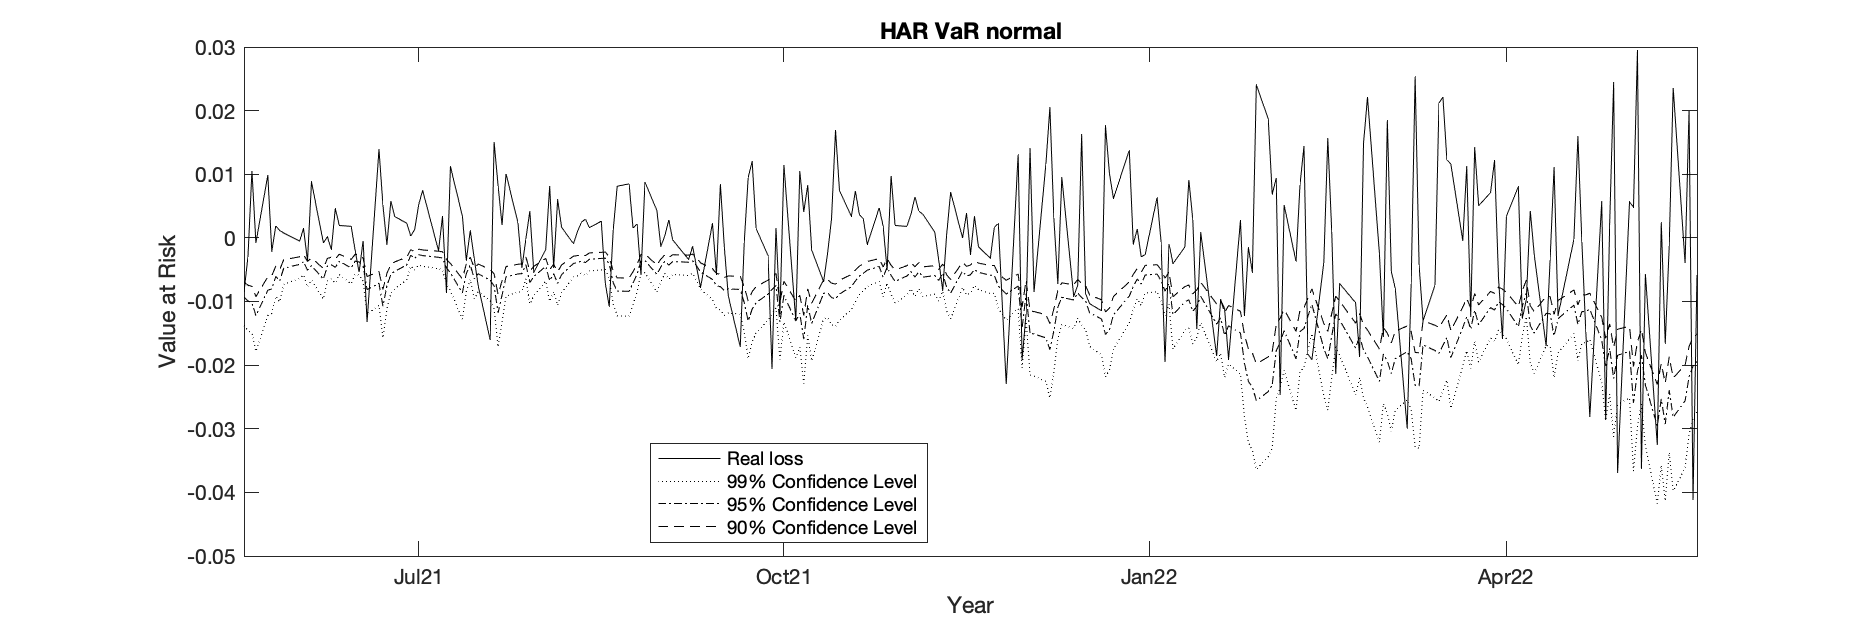 HAR VaR normal
0.03
0.02
0.01
0
-0.01
-0.02
-0.03
-0.04
-0.05
Value at Risk
Real loss
99% Confidence Level
95% Confidence Level
90% Confidence Level
Jul21 Oct21 Jan22 Apr22
Year